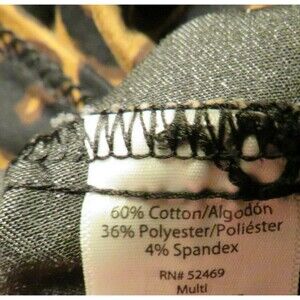 60% Cotton/Algodón
36% Polyester/Poliéster
4% Spandex
RN# 52469
Multi